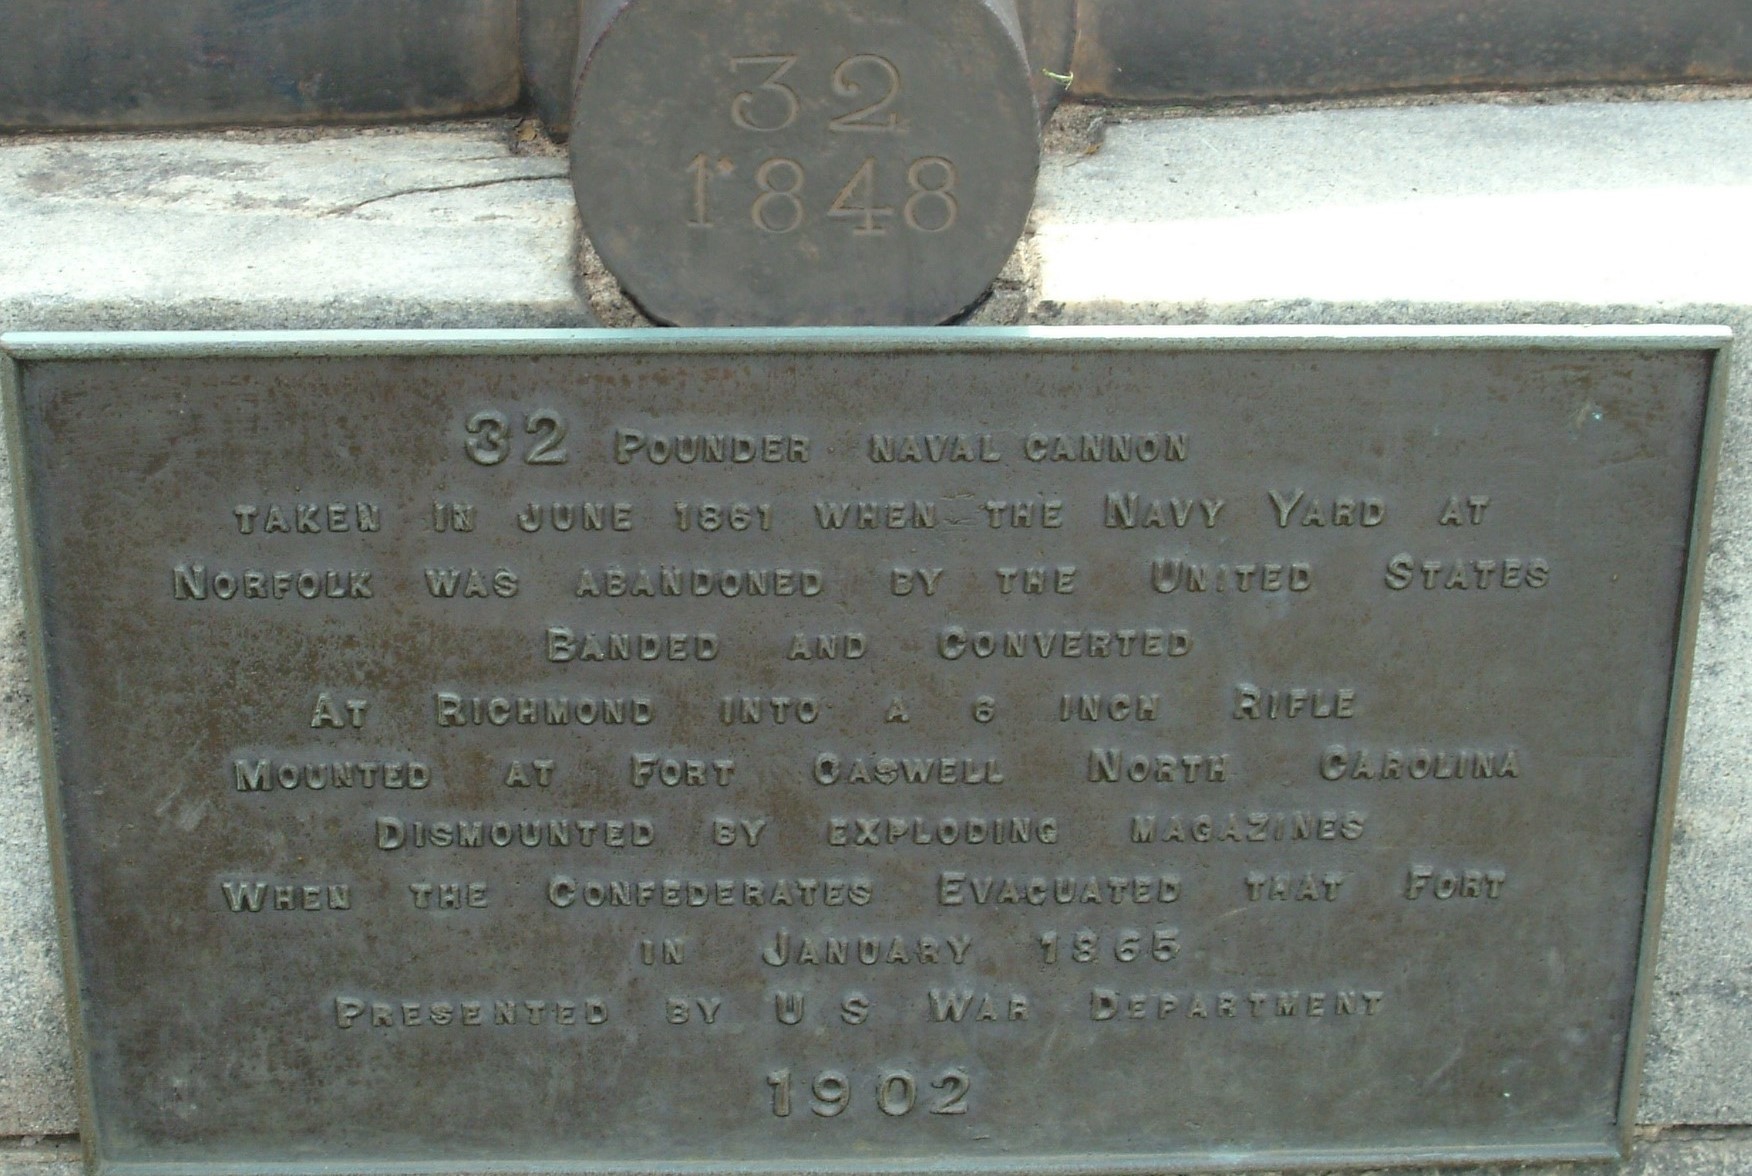 32
1848
32 POUNDER NAVAL CANNON
TAKEN IN JUNE 1861 WHEN THE NAVY YARD AT
NORFOLK WAS ABANDONED BY THE UNITED STATES
BANDED AND CONVERTED
AT RICHMOND INTO A 6 INCH RIFLE
MOUNTED AT FORT CASWELL NORTH CAROLINA
DISMOUNTED BY EXPLODING MAGAZINES
WHEN THE CONFEDERATES EVACUATED THAT FORT
IN JANUARY 1865
PRESENTED BY U S WAR DEPARTMENT
1902